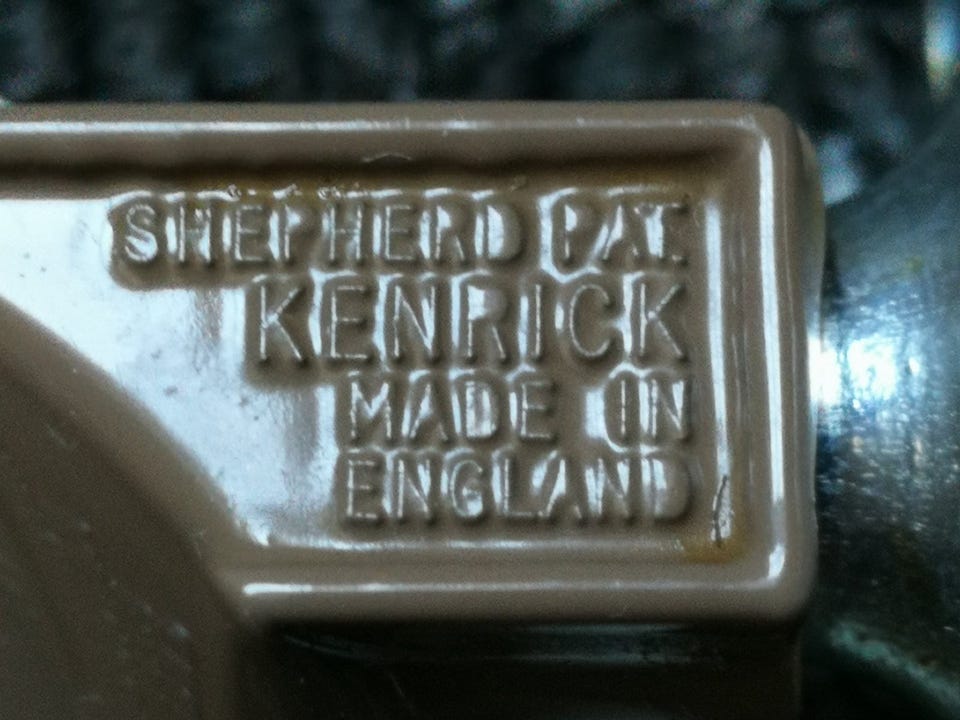 SHEPHERD PAT.
KENRICK
MADE IN
ENGLAND